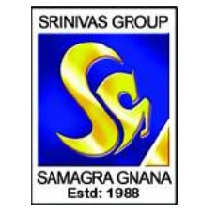 SRINIVAS GROUP
SAMAGRA GNANA
Estd: 1988